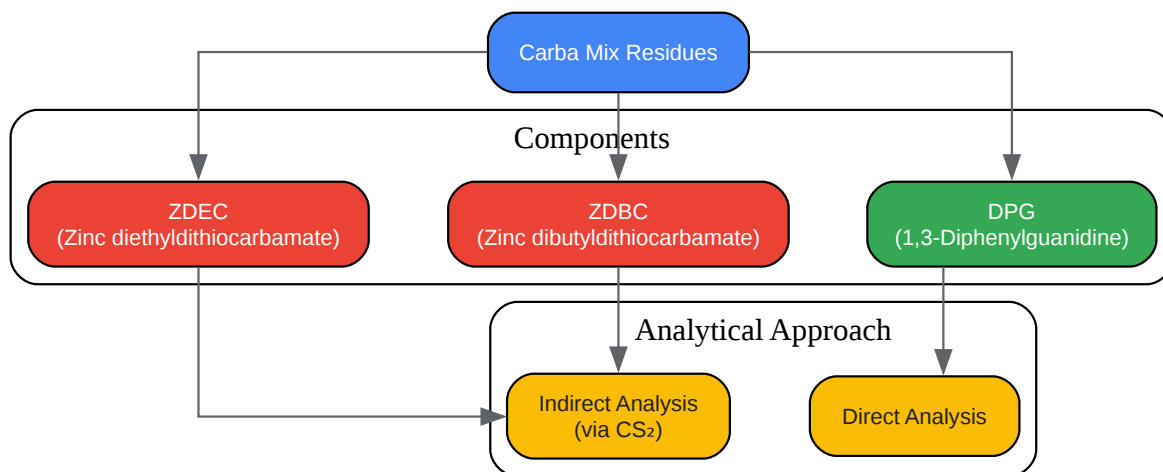 Carba Mix Residues
Components
ZDEC
(Zinc diethyldithiocarbamate)
ZDBC
(Zinc dibutyldithiocarbamate)
DPG
(1,3-Diphenylguanidine)
Analytical Approach
Indirect Analysis
(via CS₂)
Direct Analysis